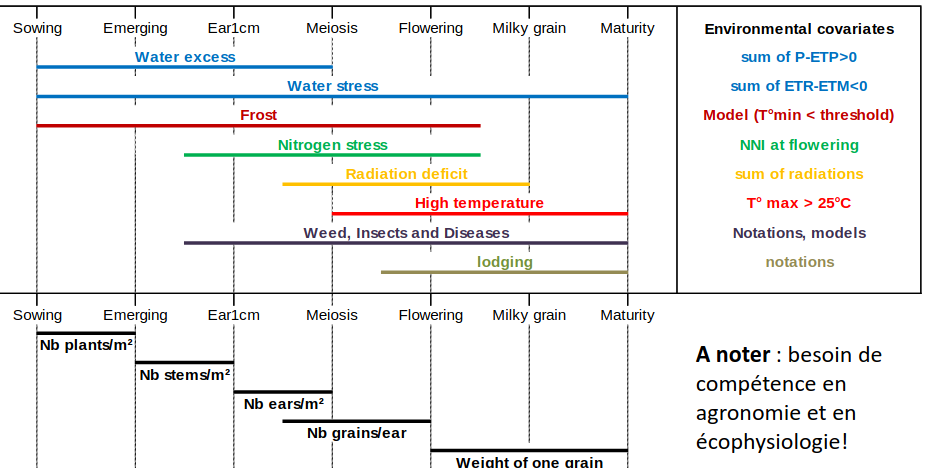 Sowing Emerging Ear1cm Meiosis Flowering Milky grain Maturity Environmental covariates
Water excess sum of P-ETP>0
Water stress sum of ETR-ETM<0
Frost Model (T°min < threshold)
Nitrogen stress NNI at flowering
Radiation deficit sum of radiations
High temperature T° max > 25°C
Weed, Insects and Diseases Notations, models
lodging notations
Sowing Emerging Ear1cm Meiosis Flowering Milky grain Maturity
Nb plants/m²
Nb stems/m²
Nb ears/m²
Nb grains/ear
Weight of one grain
A noter : besoin de
compétence en
agronomie et en
écophysiologie!